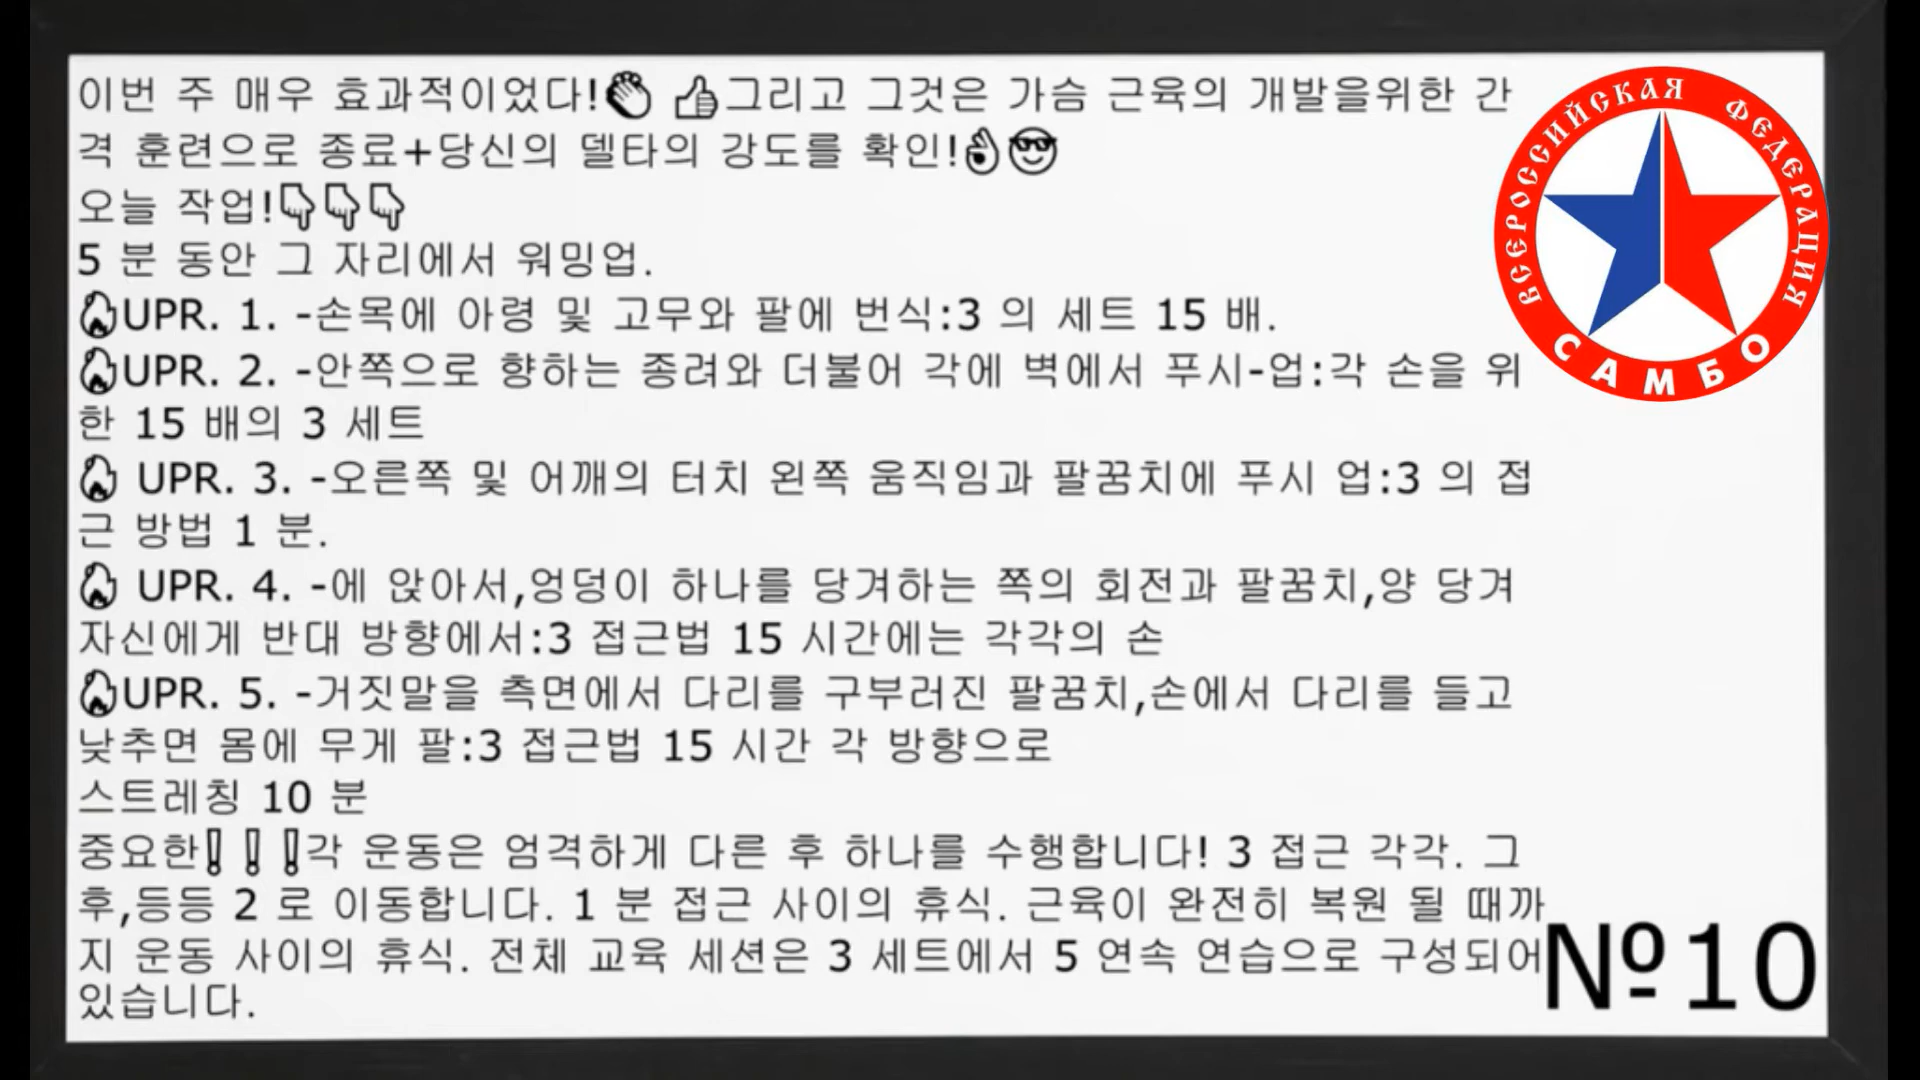 이번 주 매우 효과적이었다!👏 👍그리고 그것은 가슴 근육의 개발을위한 간
격 훈련으로 종료+당신의 델타의 강도를 확인!👌😎
오늘 작업!👇👇👇
5 분 동안 그 자리에서 워밍업.
🔥UPR. 1. -손목에 아령 및 고무와 팔에 번식:3 의 세트 15 배.
🔥UPR. 2. -안쪽으로 향하는 종려와 더불어 각에 벽에서 푸시-업:각 손을 위
한 15 배의 3 세트
🔥 UPR. 3. -오른쪽 및 어깨의 터치 왼쪽 움직임과 팔꿈치에 푸시 업:3 의 접
근 방법 1 분.
🔥 UPR. 4. -에 앉아서,엉덩이 하나를 당겨하는 쪽의 회전과 팔꿈치,양 당겨
자신에게 반대 방향에서:3 접근법 15 시간에는 각각의 손
🔥UPR. 5. -거짓말을 측면에서 다리를 구부러진 팔꿈치,손에서 다리를 들고
낮추면 몸에 무게 팔:3 접근법 15 시간 각 방향으로
스트레칭 10 분
중요한❗❗❗각 운동은 엄격하게 다른 후 하나를 수행합니다! 3 접근 각각. 그
후,등등 2 로 이동합니다. 1 분 접근 사이의 휴식. 근육이 완전히 복원 될 때까
지 운동 사이의 휴식. 전체 교육 세션은 3 세트에서 5 연속 연습으로 구성되어
있습니다.
ВСЕРОССИЙСКАЯ ФЕДЕРАЦИЯ
САМБО
№10